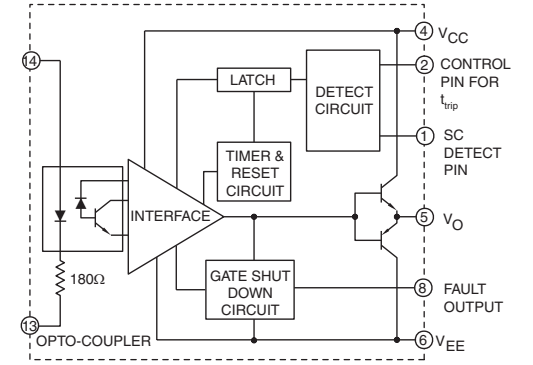 4 VCC
14
2 CONTROL
PIN FOR
ttrip
LATCH
DETECT
CIRCUIT
1 SC
DETECT
PIN
TIMER &
RESET
CIRCUIT
INTERFACE
5 VO
180Ω
GATE SHUT
DOWN
CIRCUIT
8 FAULT
OUTPUT
13
OPTO-COUPLER
6 VEE